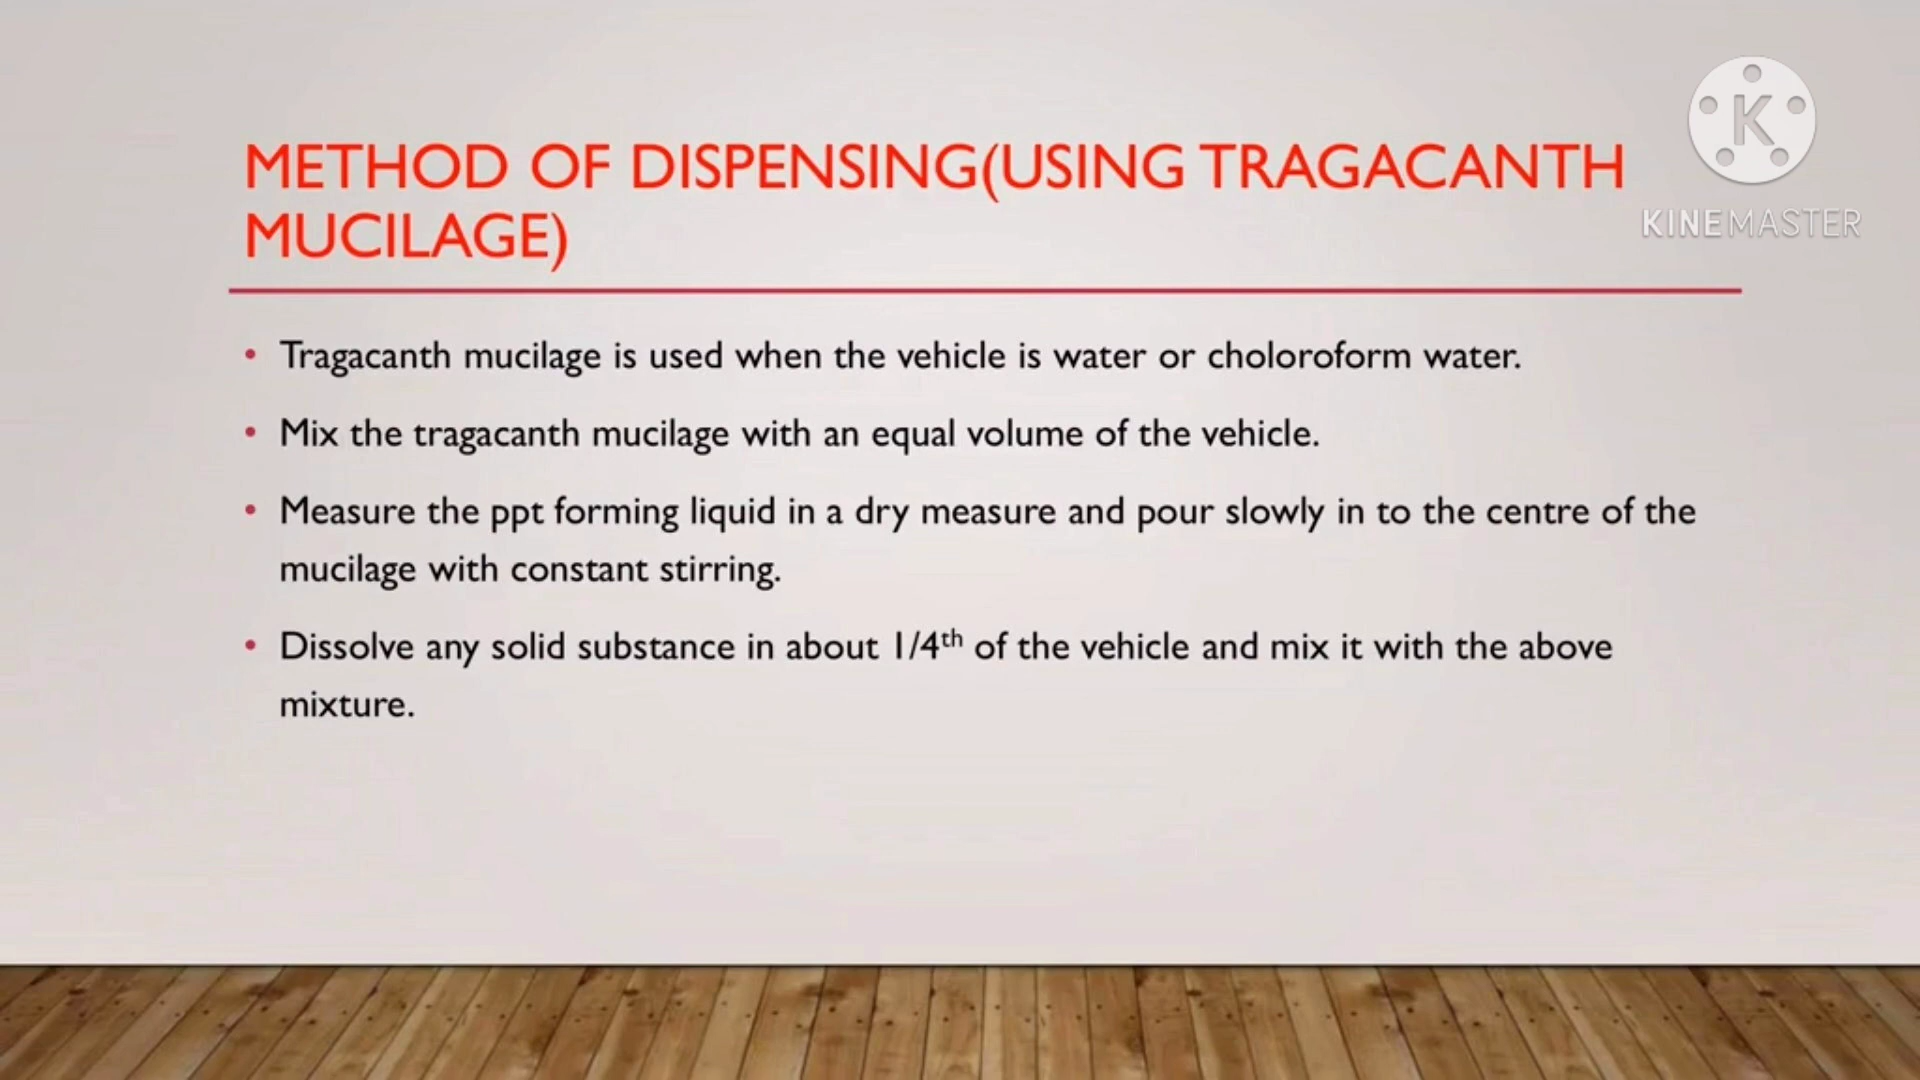 METHOD OF DISPENSING(USING TRAGACANTH
MUCILAGE)
K
KINEMASTER
• Tragacanth mucilage is used when the vehicle is water or choloroform water.
• Mix the tragacanth mucilage with an equal volume of the vehicle.
• Measure the ppt forming liquid in a dry measure and pour slowly in to the centre of the
mucilage with constant stirring.
• Dissolve any solid substance in about 1/4th of the vehicle and mix it with the above
mixture.